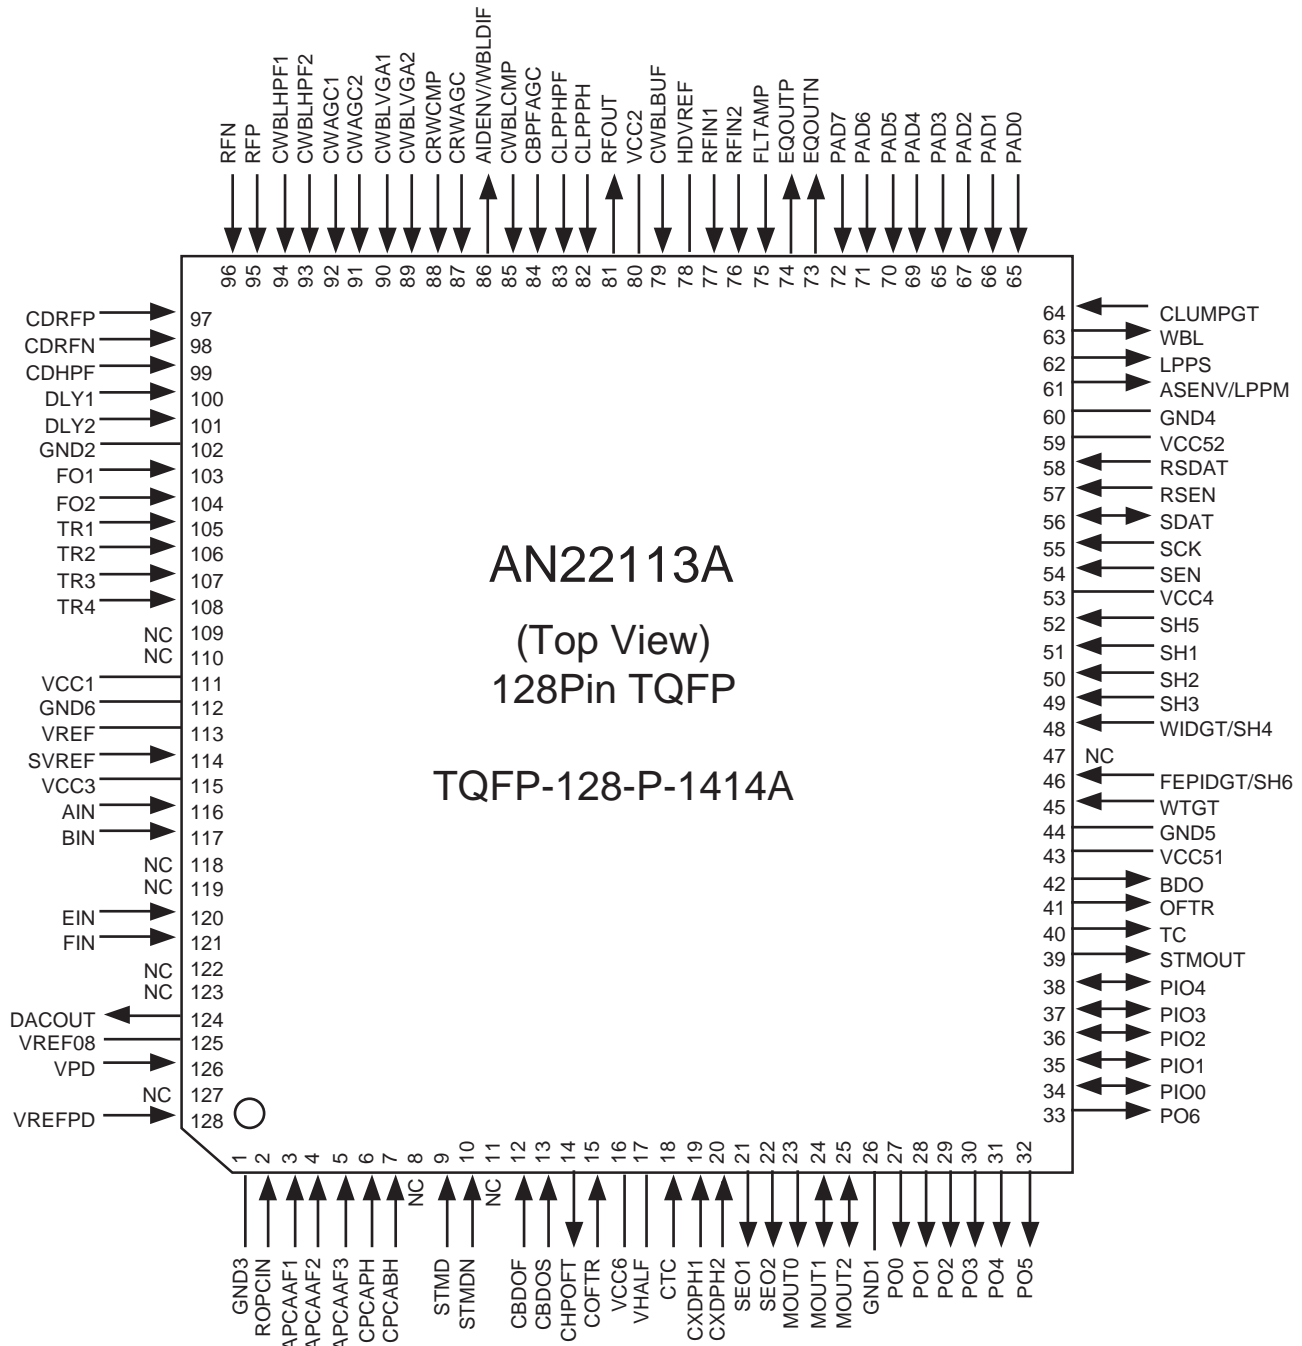 RFN
RFP
CWBLHPF1
CWBLHPF2
CWAGC1
CWAGC2
CWBLVGA1
CWBLVGA2
CRWCMP
CRWAGC
AIDENV/WBLDIF
CWBLCMP
CBPFAGC
CLPPHPF
CLPPPH
RFOUT
VCC2
CWBLBUF
HDVREF
RFIN1
RFIN2
FLTAMP
EQOUTP
EQOUTN
PAD7
PAD6
PAD5
PAD4
PAD3
PAD2
PAD1
PAD0
96
95
94
93
92
91
90
89
88
87
86
85
84
83
82
81
80
79
78
77
76
75
74
73
72
71
70
69
65
67
66
65
CDRFP 97
CDRFN 98
CDHPF 99
DLY1 100
DLY2 101
GND2 102
FO1 103
FO2 104
TR1 105
TR2 106
TR3 107
TR4 108
NC 109
NC 110
VCC1 111
GND6 112
VREF 113
SVREF 114
VCC3 115
AIN 116
BIN 117
NC 118
NC 119
EIN 120
FIN 121
NC 122
NC 123
DACOUT 124
VREF08 125
VPD 126
NC 127
VREFPD 128
AN22113A
(Top View)
128Pin TQFP
TQFP-128-P-1414A
64 CLUMPGT
63 WBL
62 LPPS
61 ASENV/LPPM
60 GND4
59 VCC52
58 RSDAT
57 RSEN
56 SDAT
55 SCK
54 SEN
53 VCC4
52 SH5
51 SH1
50 SH2
49 SH3
48 WIDGT/SH4
47 NC
46 FEPIDGT/SH6
45 WTGT
44 GND5
43 VCC51
42 BDO
41 OFTR
40 TC
39 STMOUT
38 PIO4
37 PIO3
36 PIO2
35 PIO1
34 PIO0
33 PO6
1
2
3
4
5
6
7
8
9
10
11
12
13
14
15
16
17
18
19
20
21
22
23
24
25
26
27
28
29
30
31
32
GND3
ROPCIN
APCAAF1
APCAAF2
APCAAF3
CPCAPH
CPCABH
NC
STMD
STMDN
NC
CBDOF
CBDOS
CHPOFT
COFTR
VCC6
VHALF
CTC
CXDPH1
CXDPH2
SEO1
SEO2
MOUT0
MOUT1
MOUT2
GND1
PO0
PO1
PO2
PO3
PO4
PO5